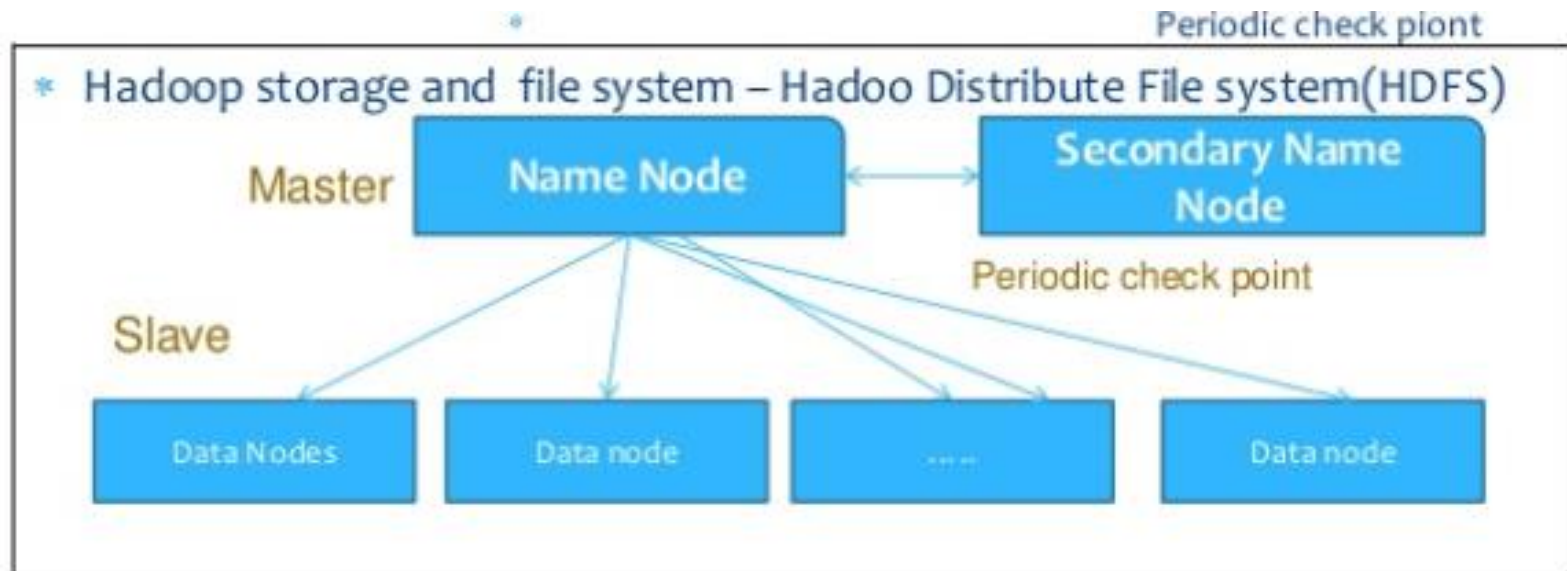 * Periodic check piont
* Hadoop storage and file system – Hadoo Distribute File system(HDFS)
Master
Name Node
Secondary Name
Node
Periodic check point
Slave
Data Nodes
Data node
.....
Data node